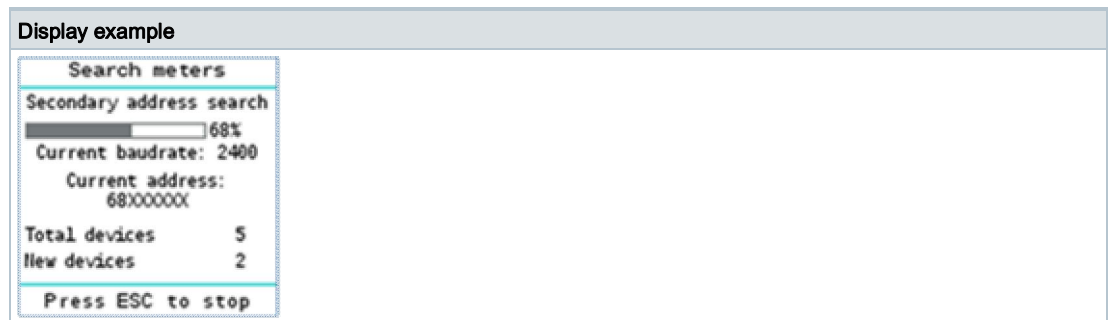 Display example
Search meters
Secondary address search
68%
Current baudrate: 2400
Current address:
68XXXXXX
Total devices 5
New devices 2
Press ESC to stop